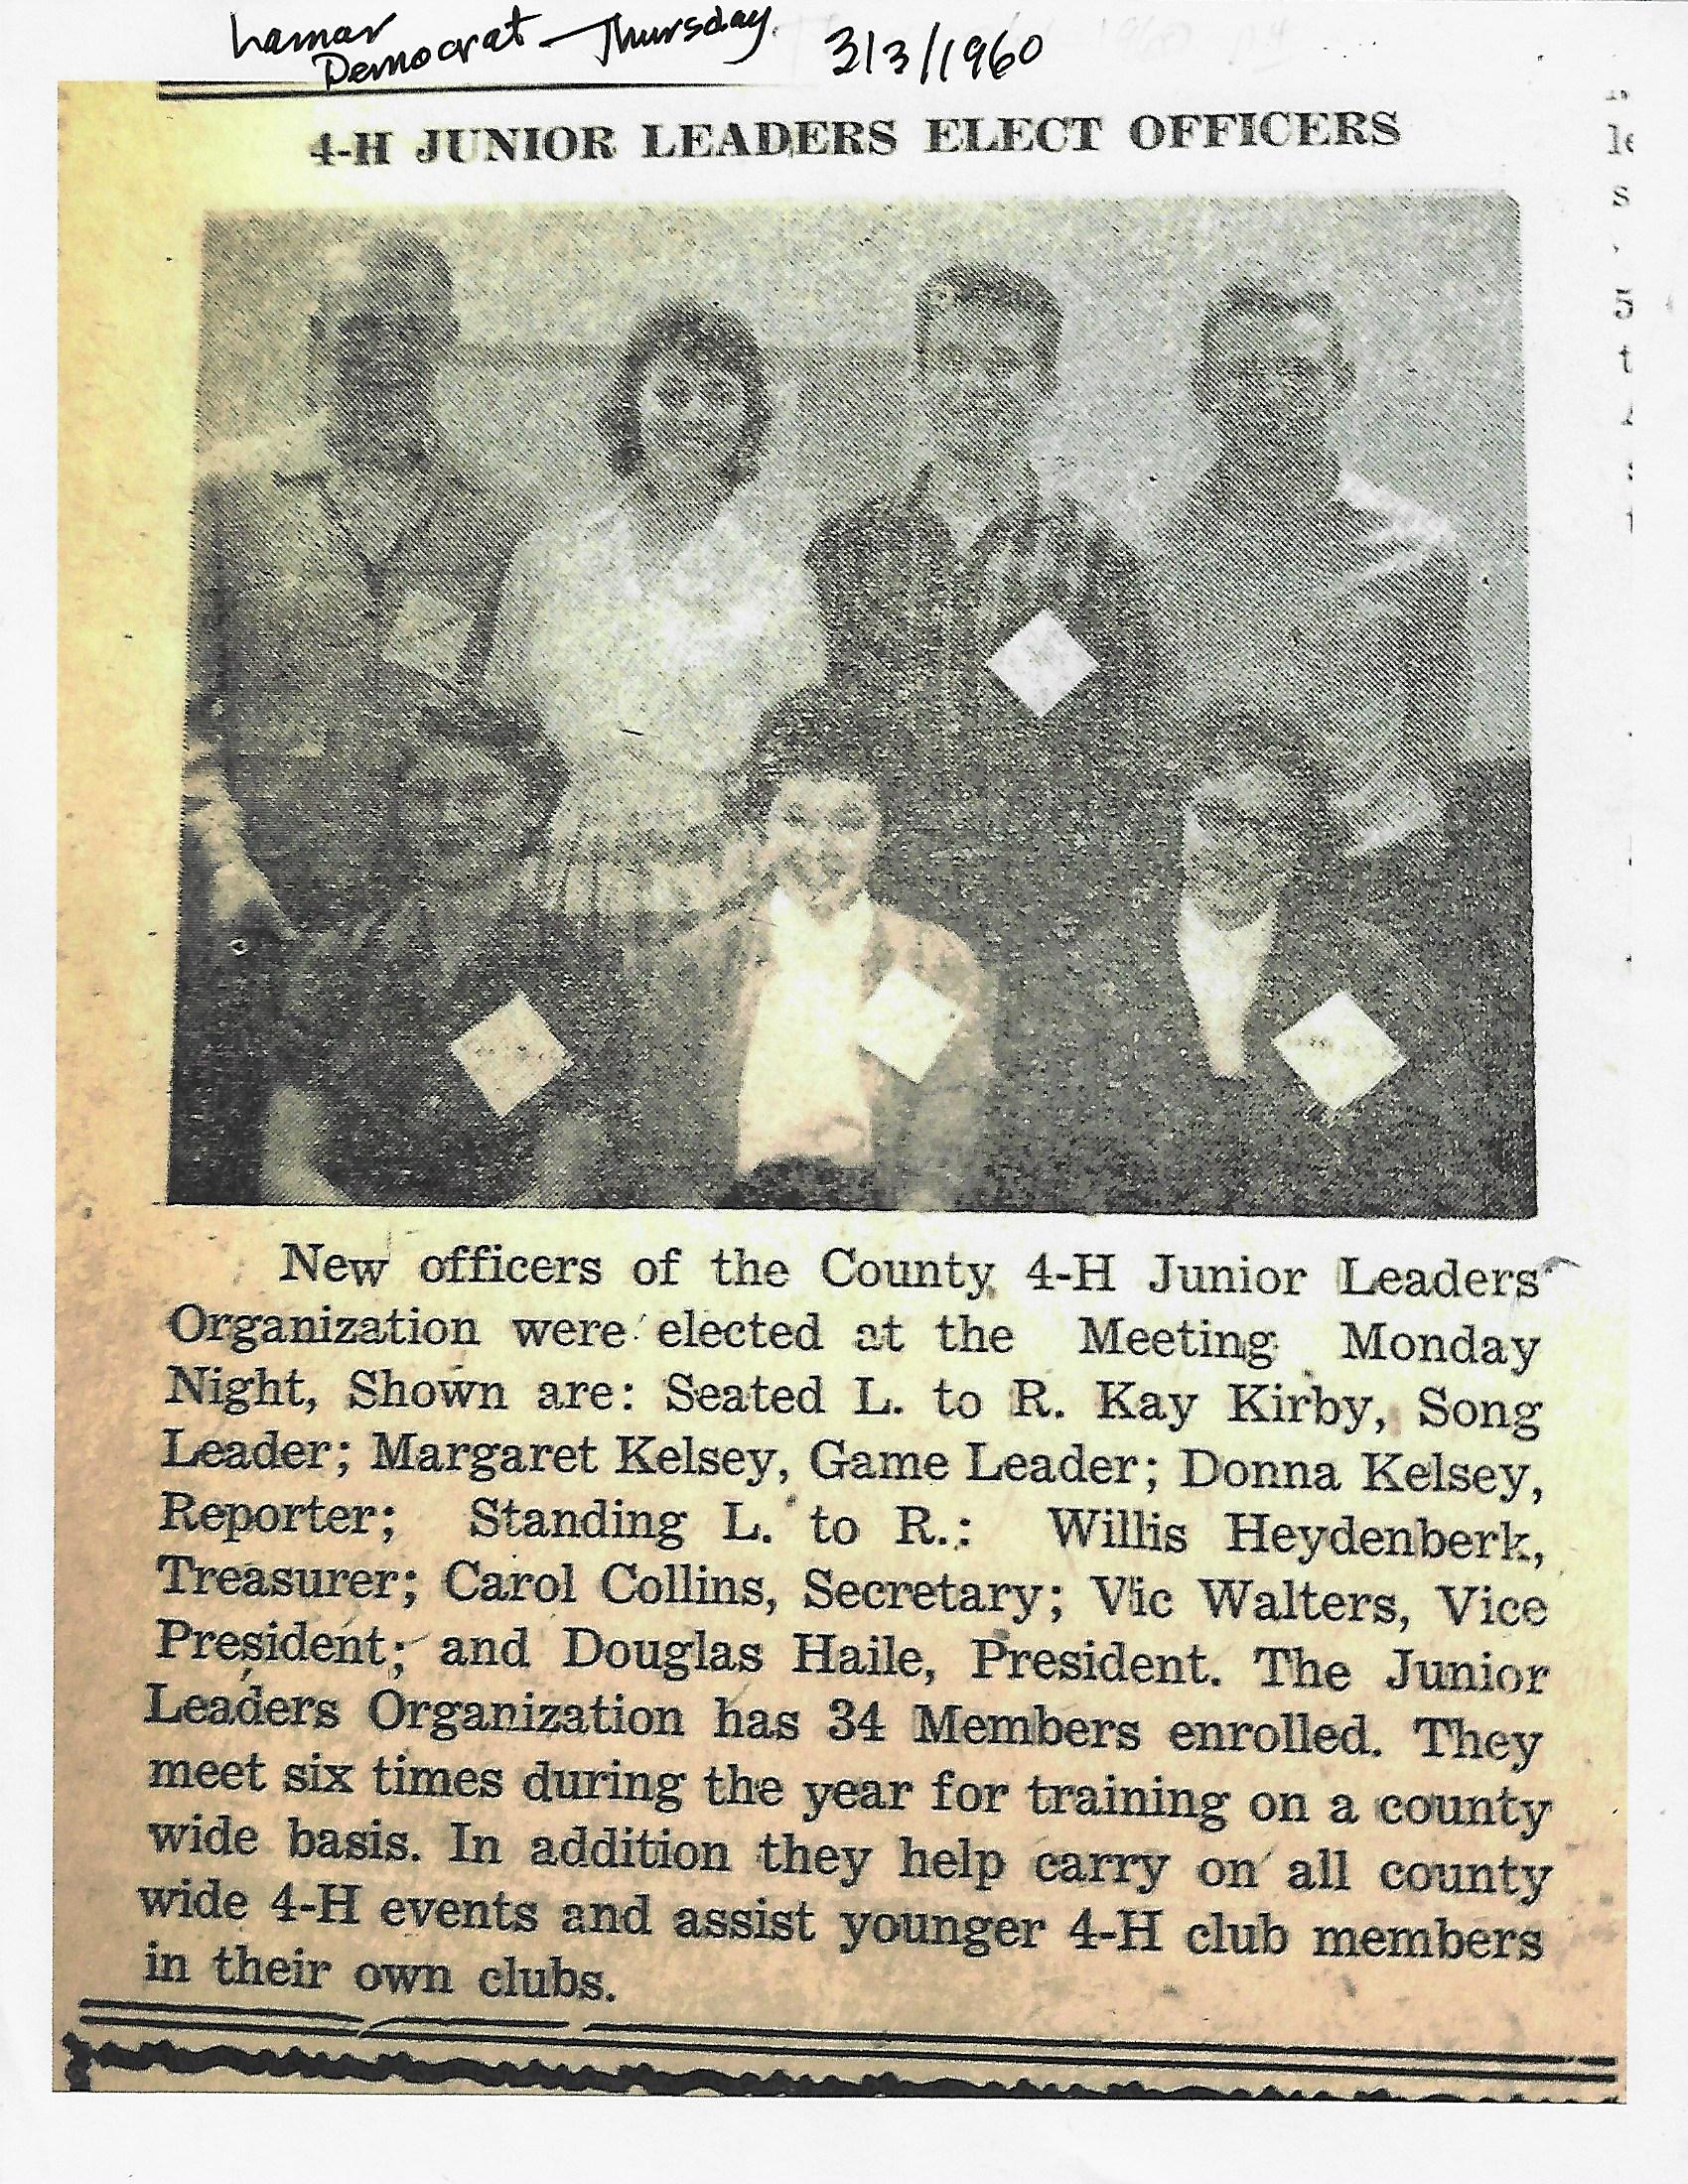 Lamar
Democrat - Thursday.
3/3/1960
4-H JUNIOR LEADERS ELECT OFFICERS
New officers of the County 4-H Junior Leaders
Organization were elected at the Meeting Monday
Night, Shown are: Seated L. to R. Kay Kirby, Song
Leader; Margaret Kelsey, Game Leader; Donna Kelsey,
Reporter; Standing L. to R.: Willis Heydenberk,
Treasurer; Carol Collins, Secretary; Vic Walters, Vice
President; and Douglas Haile, President. The Junior
Leaders Organization has 34 Members enrolled. They
meet six times during the year for training on a county
wide basis. In addition they help carry on all county
wide 4-H events and assist younger 4-H club members
in their own clubs.